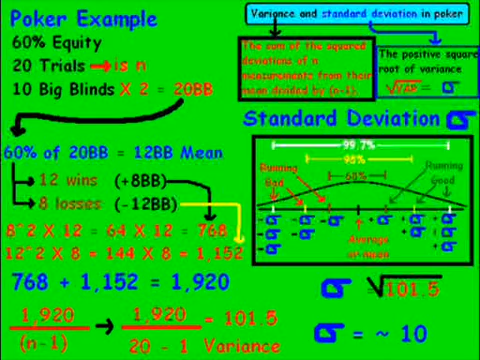 Poker Example
60% Equity
20 Trials → is n
10 Big Blinds X 2 = 20BB
60% of 20BB = 12BB Mean
12 wins (+8BB)
8 losses (-12BB)
8^2 X 12 = 64 X 12 = 768
12^2 X 8 = 144 X 8 = 1,152
768 + 1,152 = 1,920
1,920
(n-1)
→
1,920
20 - 1
= 101.5
Variance
Variance and standard deviation in poker
The sum of the squared
deviations of n
measurements from their
mean divided by (n-1).
The positive square
root of variance
√VAR = σ
Standard Deviation σ
99.7%
95%
68%
Running
Bad
Running
Good
-σ -σ -σ +σ +σ +σ
-σ -σ +σ +σ
-σ +σ
Average
or mean
σ = √101.5
σ = ~ 10